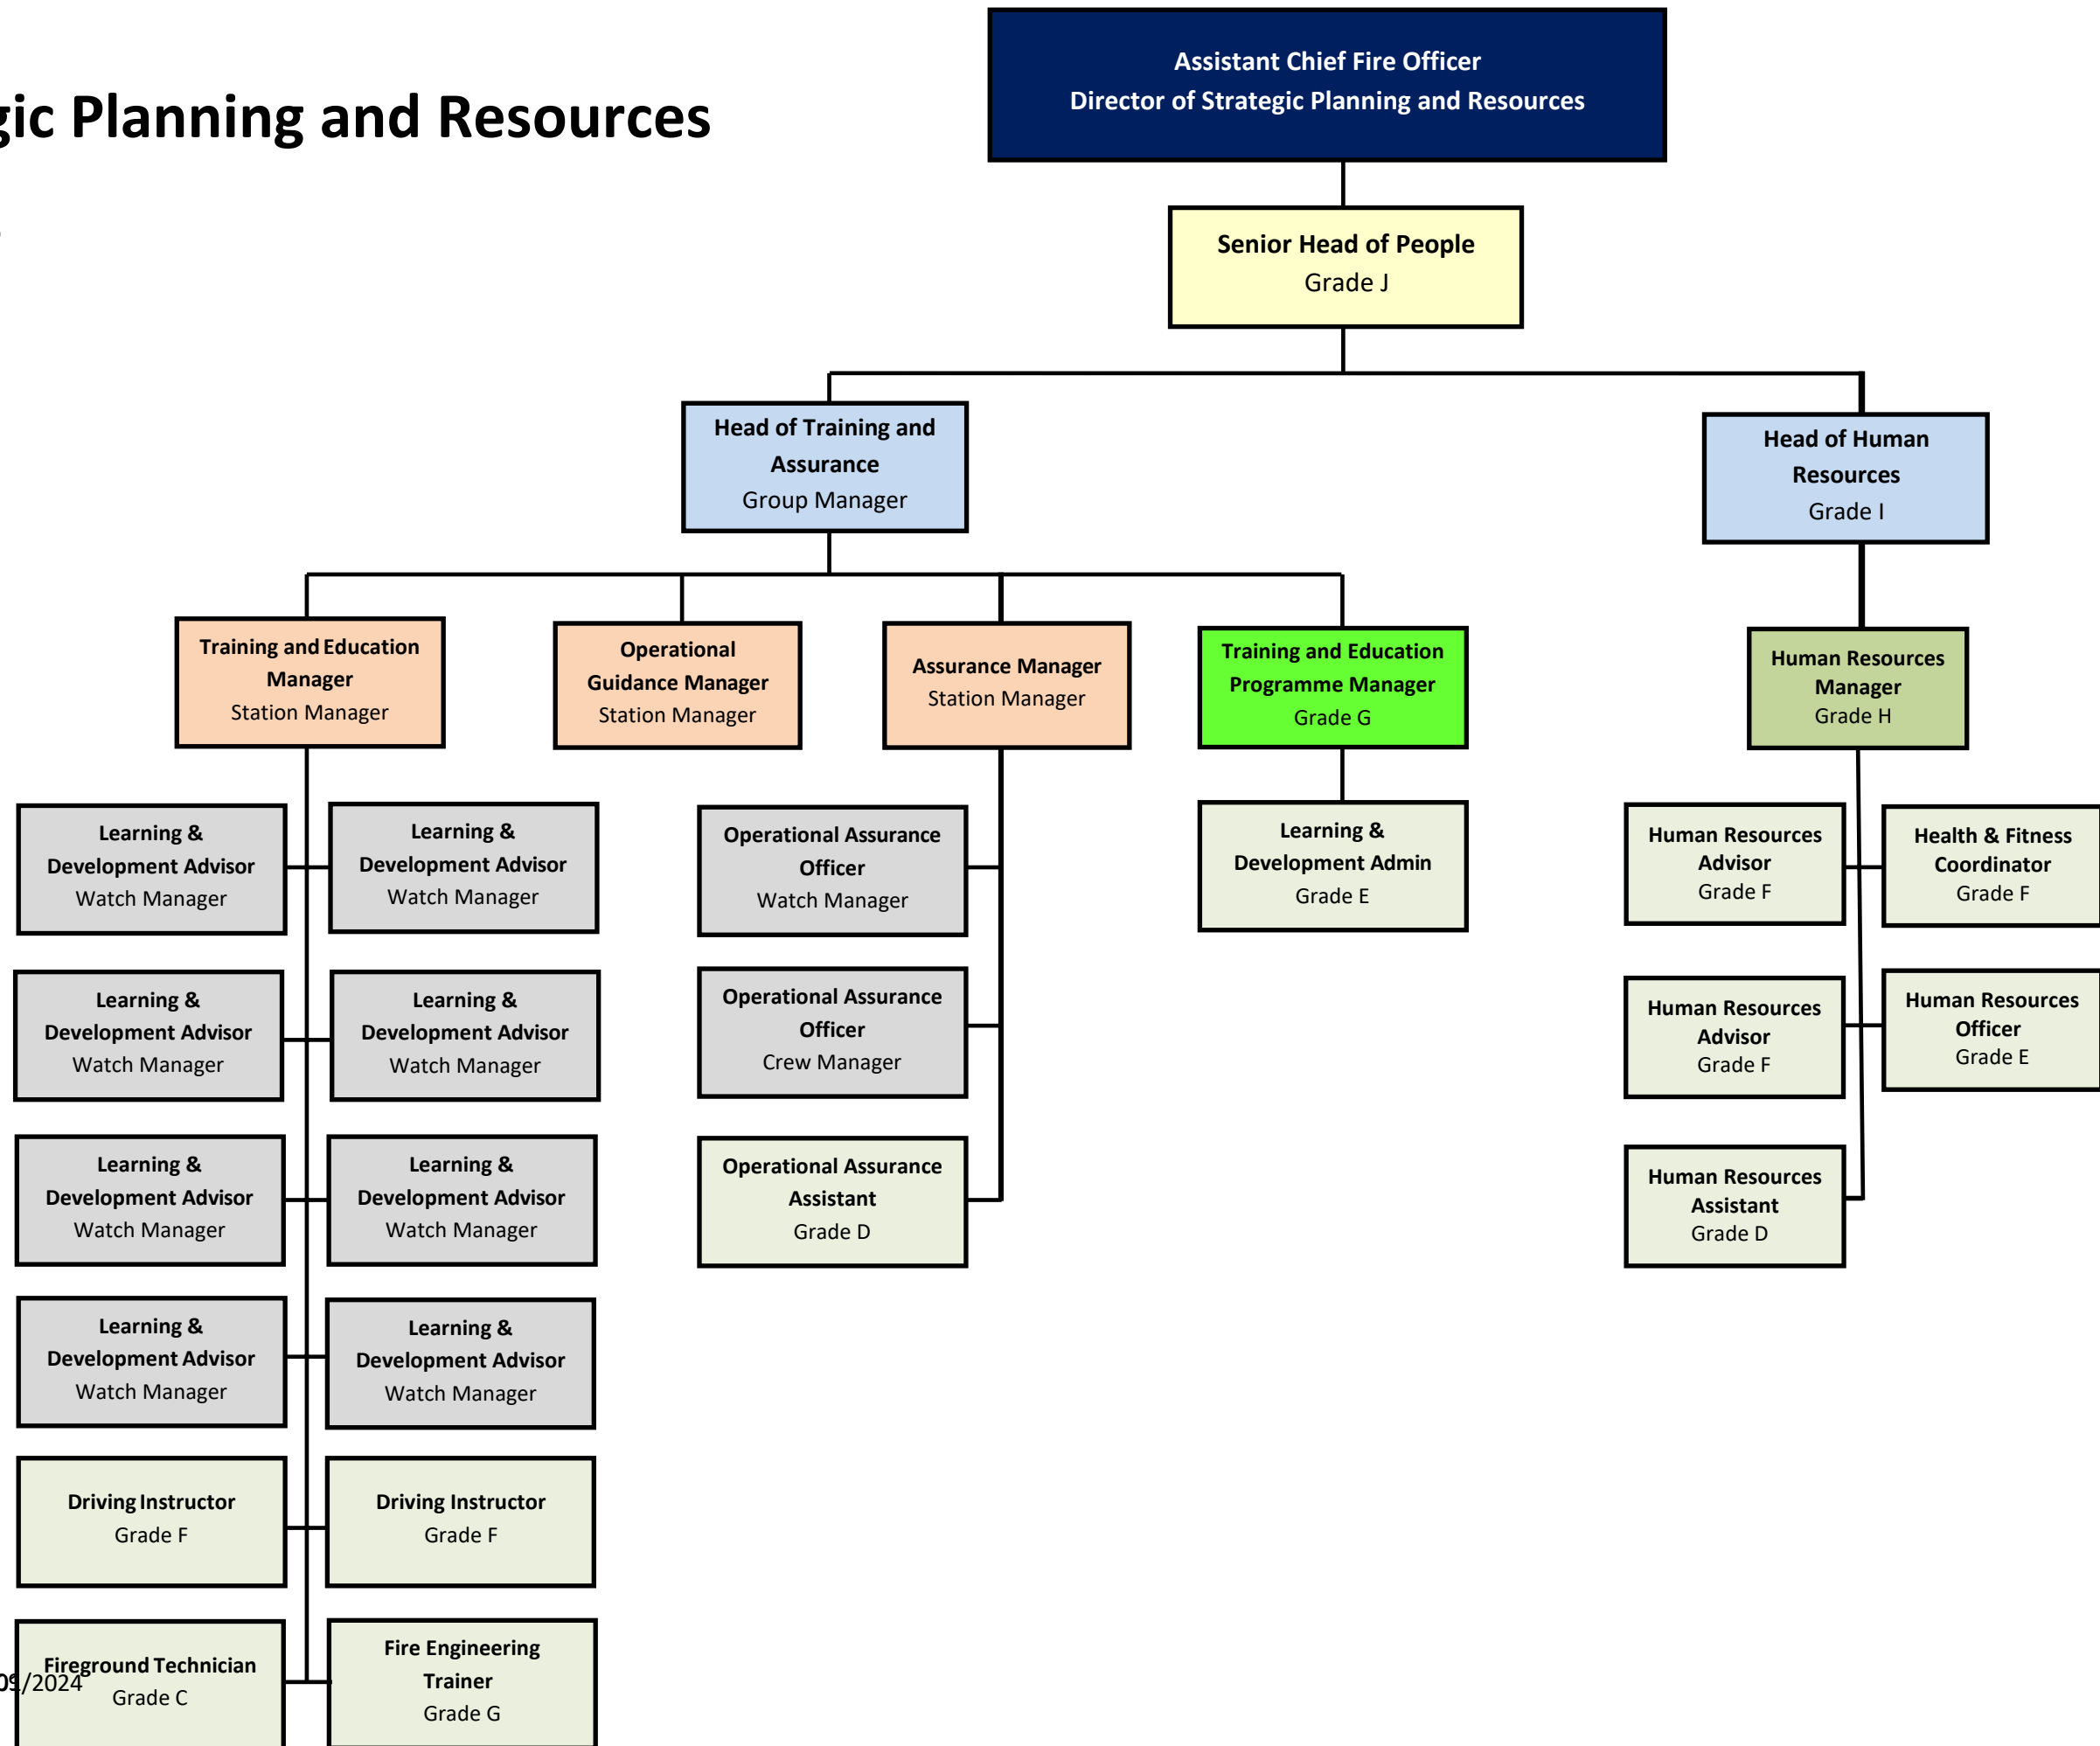 Assistant Chief Fire Officer
Director of Strategic Planning and Resources
Planning and Resources
Senior Head of People
Grade J
Head of Training and
Assurance
Group Manager
Head of Human
Resources
Grade I
Training and Education
Manager
Station Manager
Operational
Guidance Manager
Station Manager
Assurance Manager
Station Manager
Training and Education
Programme Manager
Grade G
Human Resources
Manager
Grade H
Learning &
Development Advisor
Watch Manager
Learning &
Development Advisor
Watch Manager
Operational Assurance
Officer
Watch Manager
Learning &
Development Admin
Grade E
Human Resources
Advisor
Grade F
Health & Fitness
Coordinator
Grade F
Learning &
Development Advisor
Watch Manager
Learning &
Development Advisor
Watch Manager
Operational Assurance
Officer
Crew Manager
Human Resources
Advisor
Grade F
Human Resources
Officer
Grade E
Learning &
Development Advisor
Watch Manager
Learning &
Development Advisor
Watch Manager
Operational Assurance
Assistant
Grade D
Human Resources
Assistant
Grade D
Learning &
Development Advisor
Watch Manager
Learning &
Development Advisor
Watch Manager
Driving Instructor
Grade F
Driving Instructor
Grade F
Fireground Technician
Grade C
/2024
Fire Engineering
Trainer
Grade G